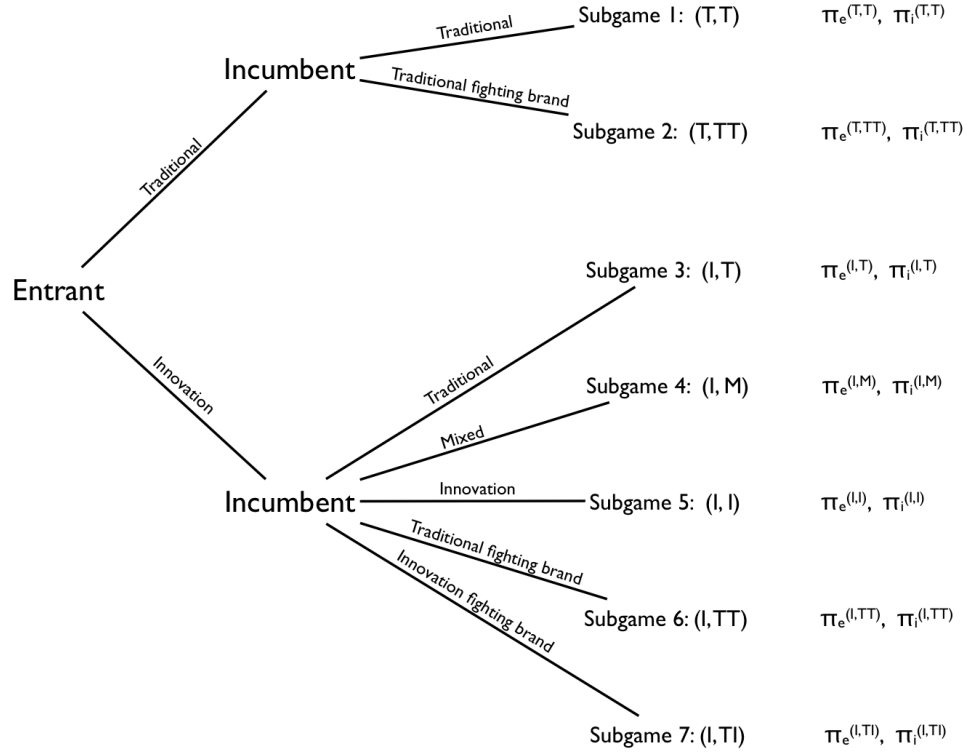 Traditional
Subgame 1: (T,T)
πe(T,T), πi(T,T)
Incumbent
Traditional fighting brand
Subgame 2: (T,TT)
πe(T,TT), πi(T,TT)
Traditional
Entrant
Subgame 3: (I,T)
πe(I,T), πi(I,T)
Innovation
Traditional
Subgame 4: (I, M)
πe(I,M), πi(I,M)
Mixed
Incumbent
Innovation
Subgame 5: (I, I)
πe(I,I), πi(I,I)
Traditional fighting brand
Subgame 6: (I,TT)
πe(I,TT), πi(I,TT)
Innovation fighting brand
Subgame 7: (I,TI)
πe(I,TI), πi(I,TI)